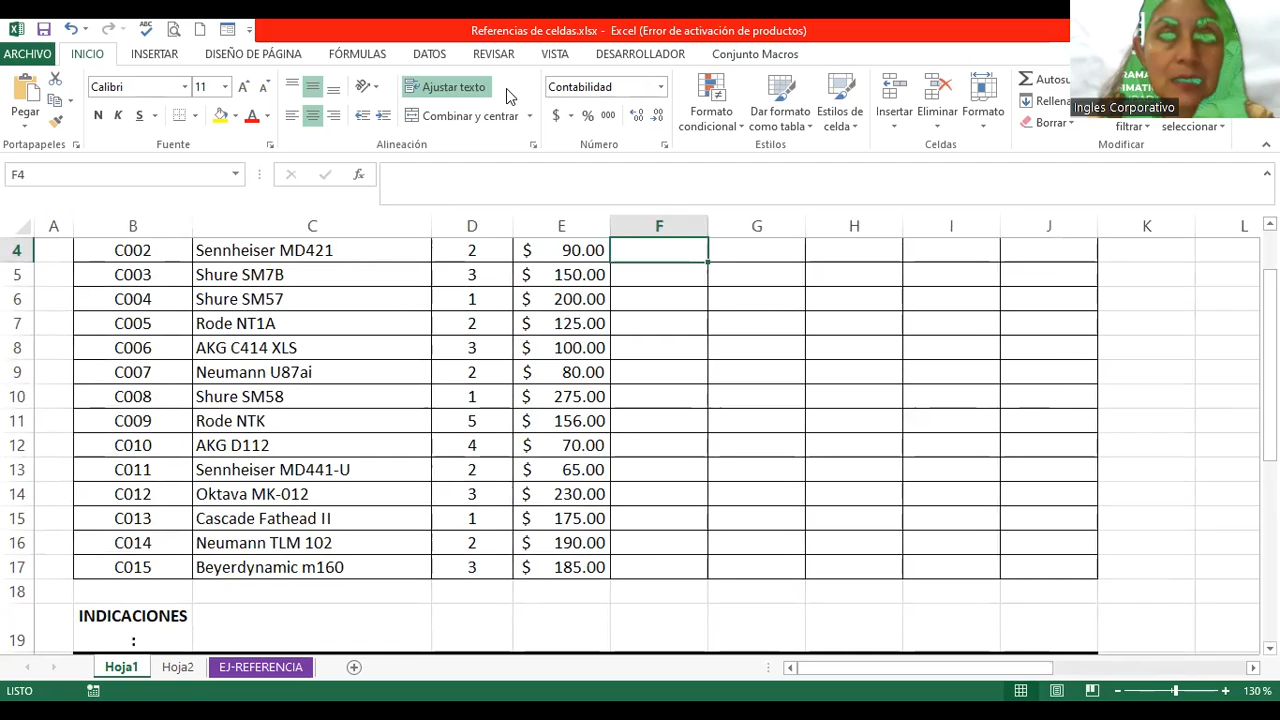 Referencias de celdas.xlsx - Excel (Error de activación de productos)
ARCHIVO INICIO INSERTAR DISEÑO DE PÁGINA FÓRMULAS DATOS REVISAR VISTA DESARROLLADOR Conjunto Macros
Calibri 11 Ajustar texto Contabilidad Autosu
Ingles Corporativo
Pegar N K S Combinar y centrar $ % 000 Formato condicional Dar formato como tabla Estilos de celda Insertar Eliminar Formato Rellena Borrar filtrar seleccionar
Portapapeles Fuente Alineación Número Estilos Celdas Modificar
F4 fx
A B C D E F G H I J K L
4 C002 Sennheiser MD421 2 $ 90.00
5 C003 Shure SM7B 3 $ 150.00
6 C004 Shure SM57 1 $ 200.00
7 C005 Rode NT1A 2 $ 125.00
8 C006 AKG C414 XLS 3 $ 100.00
9 C007 Neumann U87ai 2 $ 80.00
10 C008 Shure SM58 1 $ 275.00
11 C009 Rode NTK 5 $ 156.00
12 C010 AKG D112 4 $ 70.00
13 C011 Sennheiser MD441-U 2 $ 65.00
14 C012 Oktava MK-012 3 $ 230.00
15 C013 Cascade Fathead II 1 $ 175.00
16 C014 Neumann TLM 102 2 $ 190.00
17 C015 Beyerdynamic m160 3 $ 185.00
18
INDICACIONES
19 :
Hoja1 Hoja2 EJ-REFERENCIA
LISTO 130 %